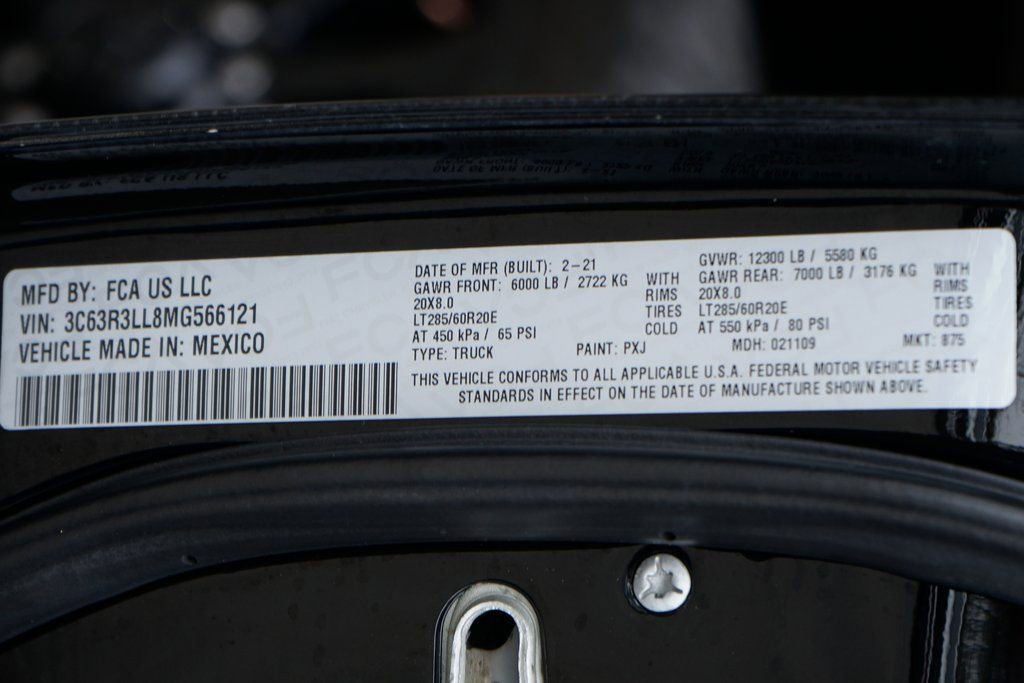 MFD BY: FCA US LLC
VIN: 3C63R3LL8MG566121
VEHICLE MADE IN: MEXICO
DATE OF MFR (BUILT): 2-21
GAWR FRONT: 6000 LB / 2722 KG WITH
20X8.0 RIMS
LT285/60R20E TIRES
AT 450 kPa / 65 PSI COLD
GVWR: 12300 LB / 5580 KG
GAWR REAR: 7000 LB / 3176 KG WITH
20X8.0 RIMS
LT285/60R20E TIRES
AT 550 kPa / 80 PSI COLD
TYPE: TRUCK PAINT: PXJ MDH: 021109 MKT: 875
THIS VEHICLE CONFORMS TO ALL APPLICABLE U.S.A. FEDERAL MOTOR VEHICLE SAFETY
STANDARDS IN EFFECT ON THE DATE OF MANUFACTURE SHOWN ABOVE.